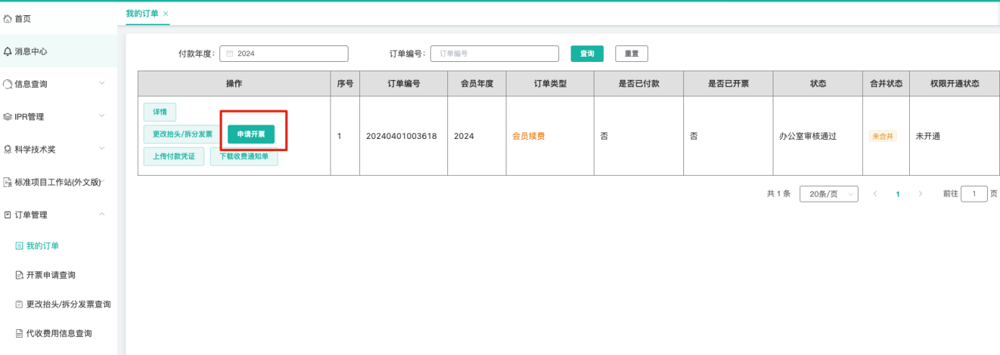 首页
消息中心
信息查询
IPR管理
科学技术奖
标准项目工作站(外文版)
订单管理
我的订单
开票申请查询
更改抬头/拆分发票查询
代收费用信息查询
我的订单 ×
付款年度: 2024 订单编号: 订单编号 查询 重置
操作 序号 订单编号 会员年度 订单类型 是否已付款 是否已开票 状态 合并状态 权限开通状态
详情
更改抬头/拆分发票 申请开票
上传付款凭证 下载收费通知单
1 20240401003618 2024 会员续费 否 否 办公室审核通过 未合并 未开通
共 1 条 20条/页 < 1 > 前往 1 页